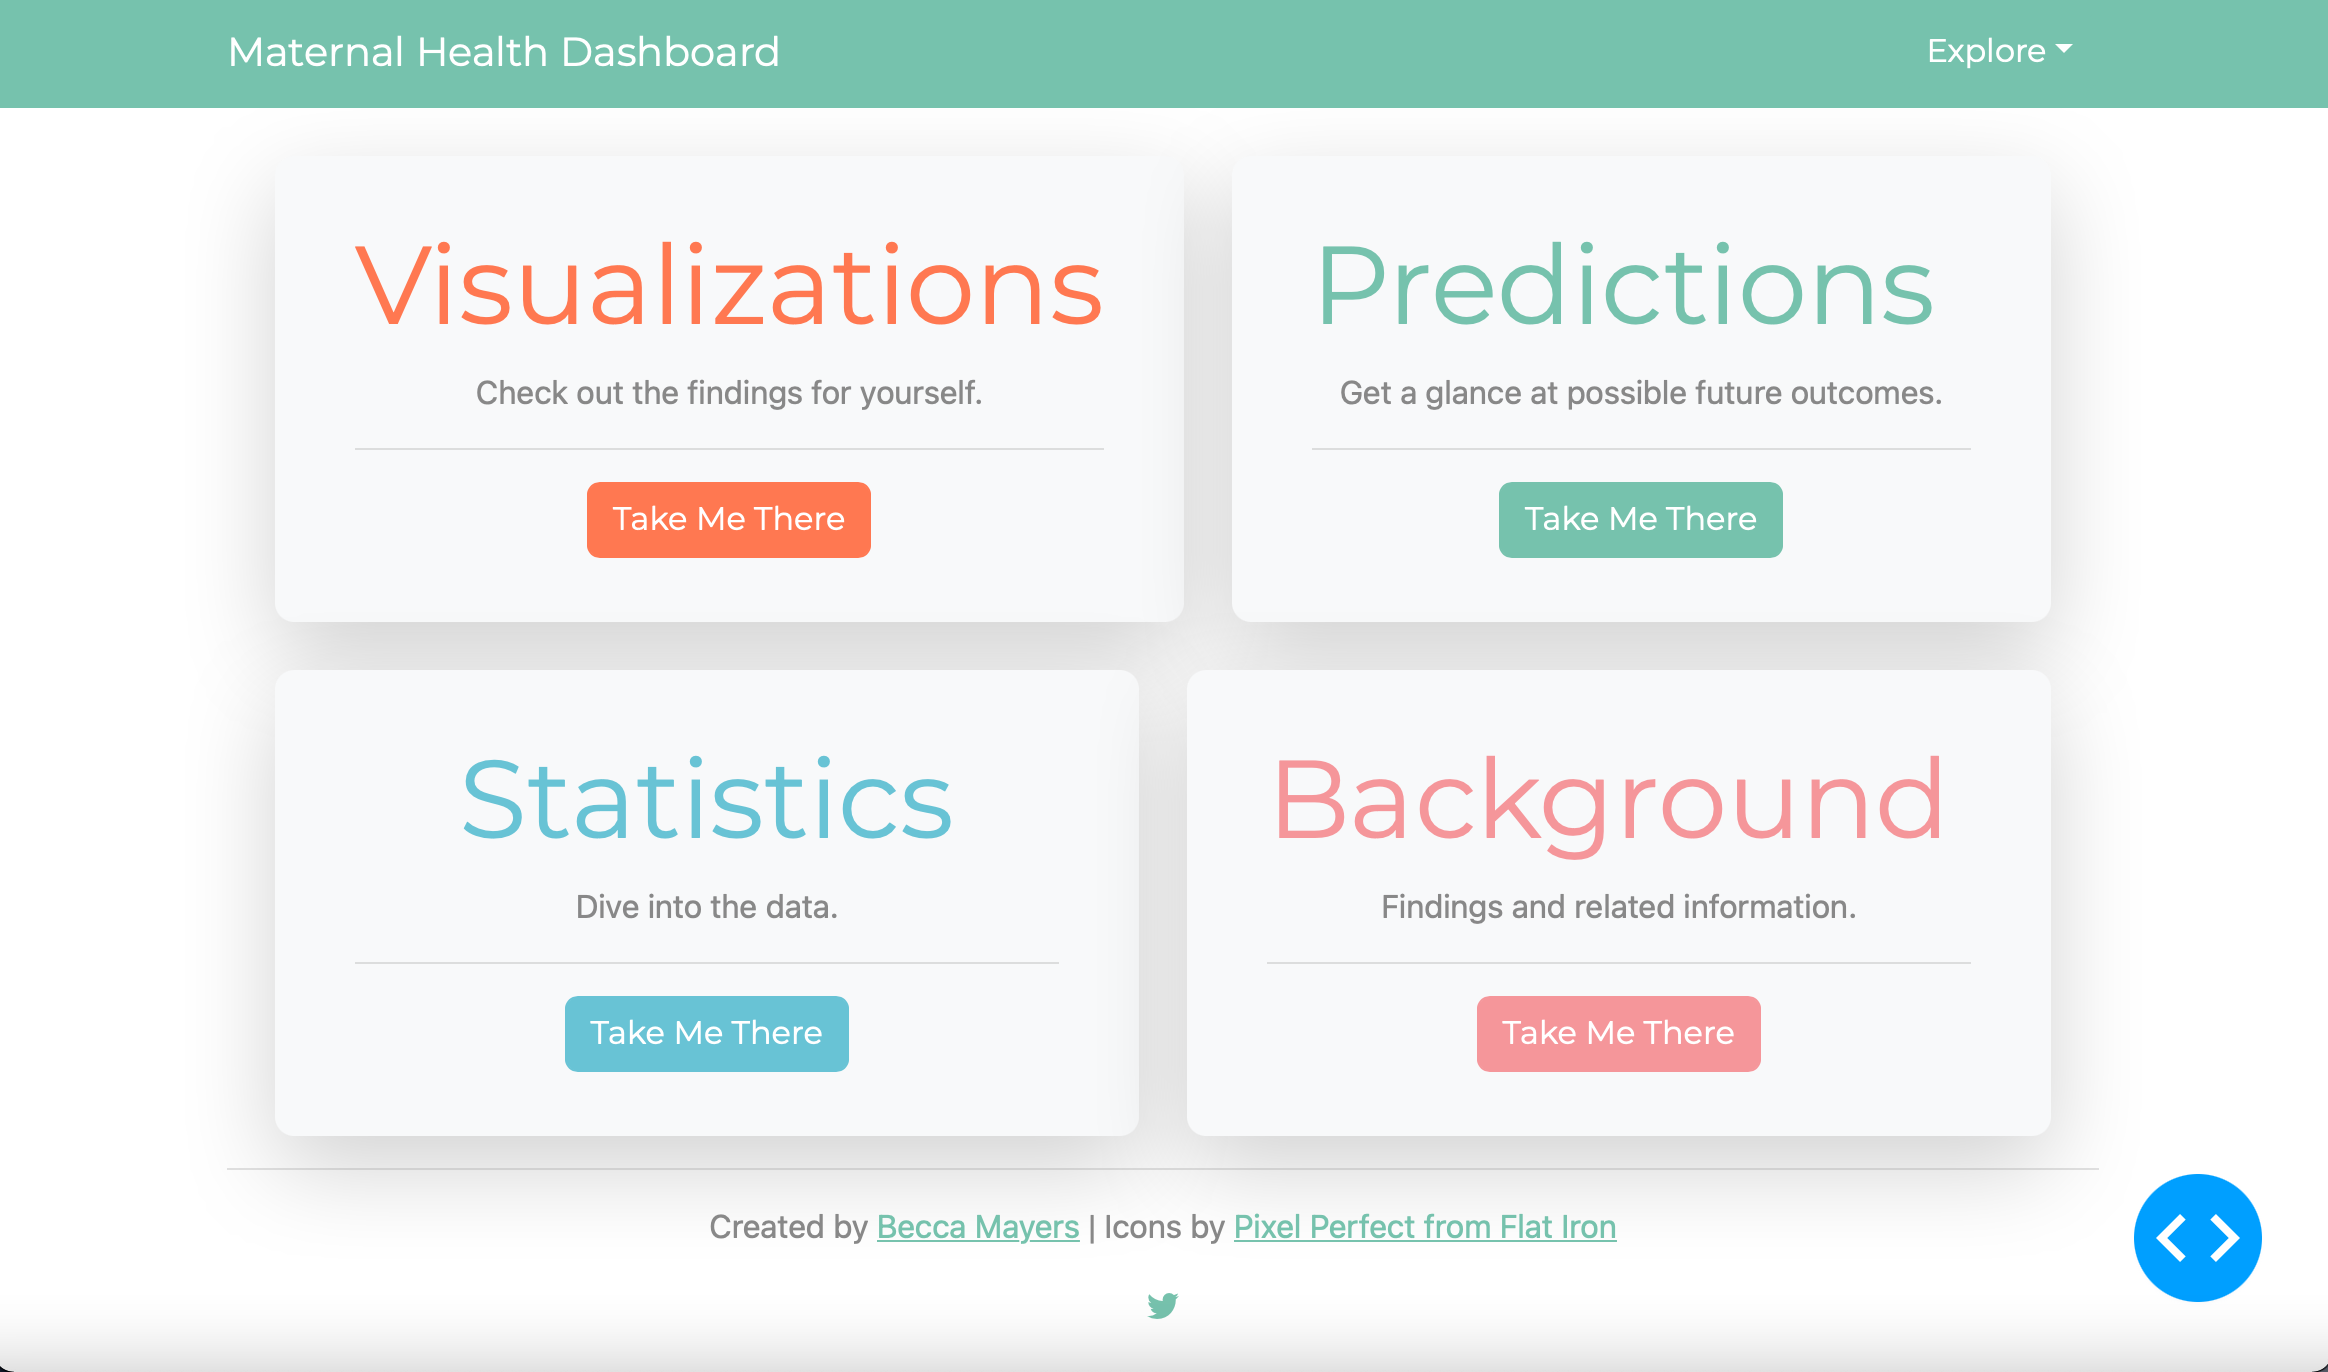 Maternal Health Dashboard
Explore
Visualizations
Check out the findings for yourself.
Take Me There
Predictions
Get a glance at possible future outcomes.
Take Me There
Statistics
Dive into the data.
Take Me There
Background
Findings and related information.
Take Me There
Created by Becca Mayers | Icons by Pixel Perfect from Flat Iron